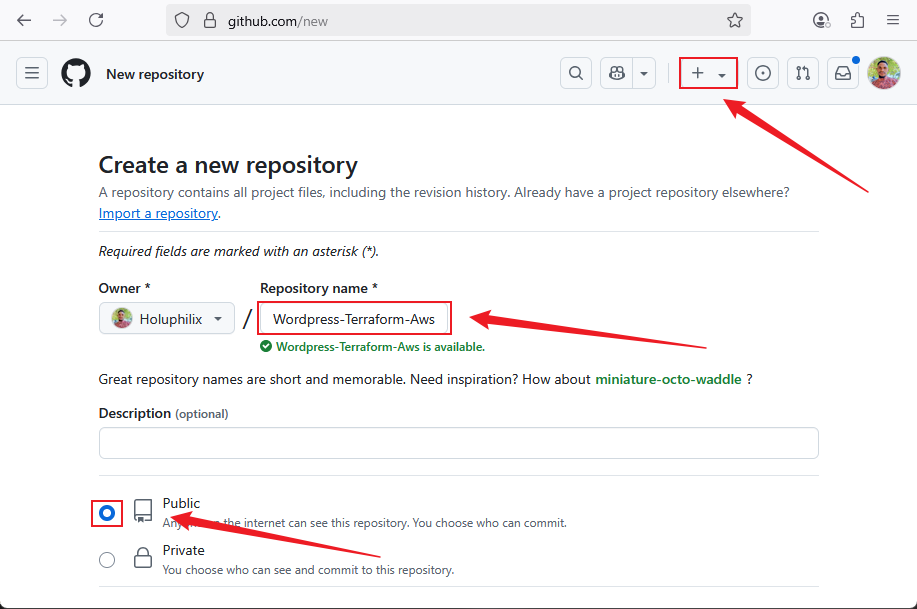 github.com/new
New repository
Create a new repository
A repository contains all project files, including the revision history. Already have a project repository elsewhere?
Import a repository.
Required fields are marked with an asterisk (*).
Owner *
Repository name *
Holuphilix
/
Wordpress-Terraform-Aws
Wordpress-Terraform-Aws is available.
Great repository names are short and memorable. Need inspiration? How about miniature-octo-waddle ?
Description (optional)
Public
the internet can see this repository. You choose who can commit.
Private
You choose who can see and commit to this repository.